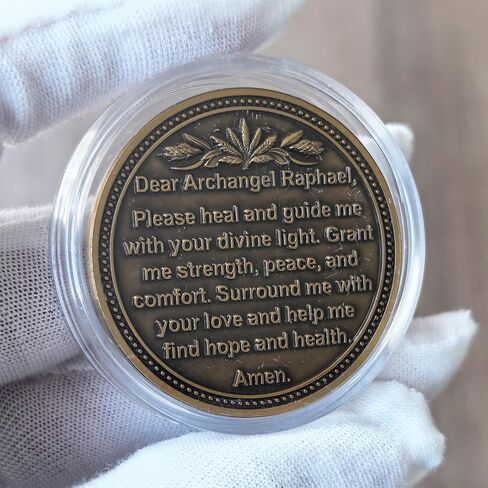 Dear Archangel Raphael,
Please heal and guide me
with your divine light. Grant
me strength, peace, and
comfort. Surround me with
your love and help me
find hope and health.
Amen.